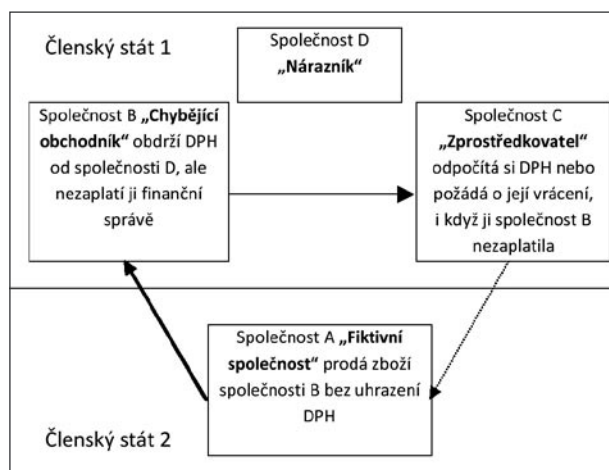 Členský stát 1
Společnost D
„Nárazník“
Společnost B „Chybějící
obchodník“ obdrží DPH
od společnosti D, ale
nezaplatí ji finanční
správě
Společnost C
„Zprostředkovatel“
odpočítá si DPH nebo
požádá o její vrácení,
i když ji společnost B
nezaplatila
Společnost A „Fiktivní
společnost“ prodá zboží
společnosti B bez uhrazení
DPH
Členský stát 2